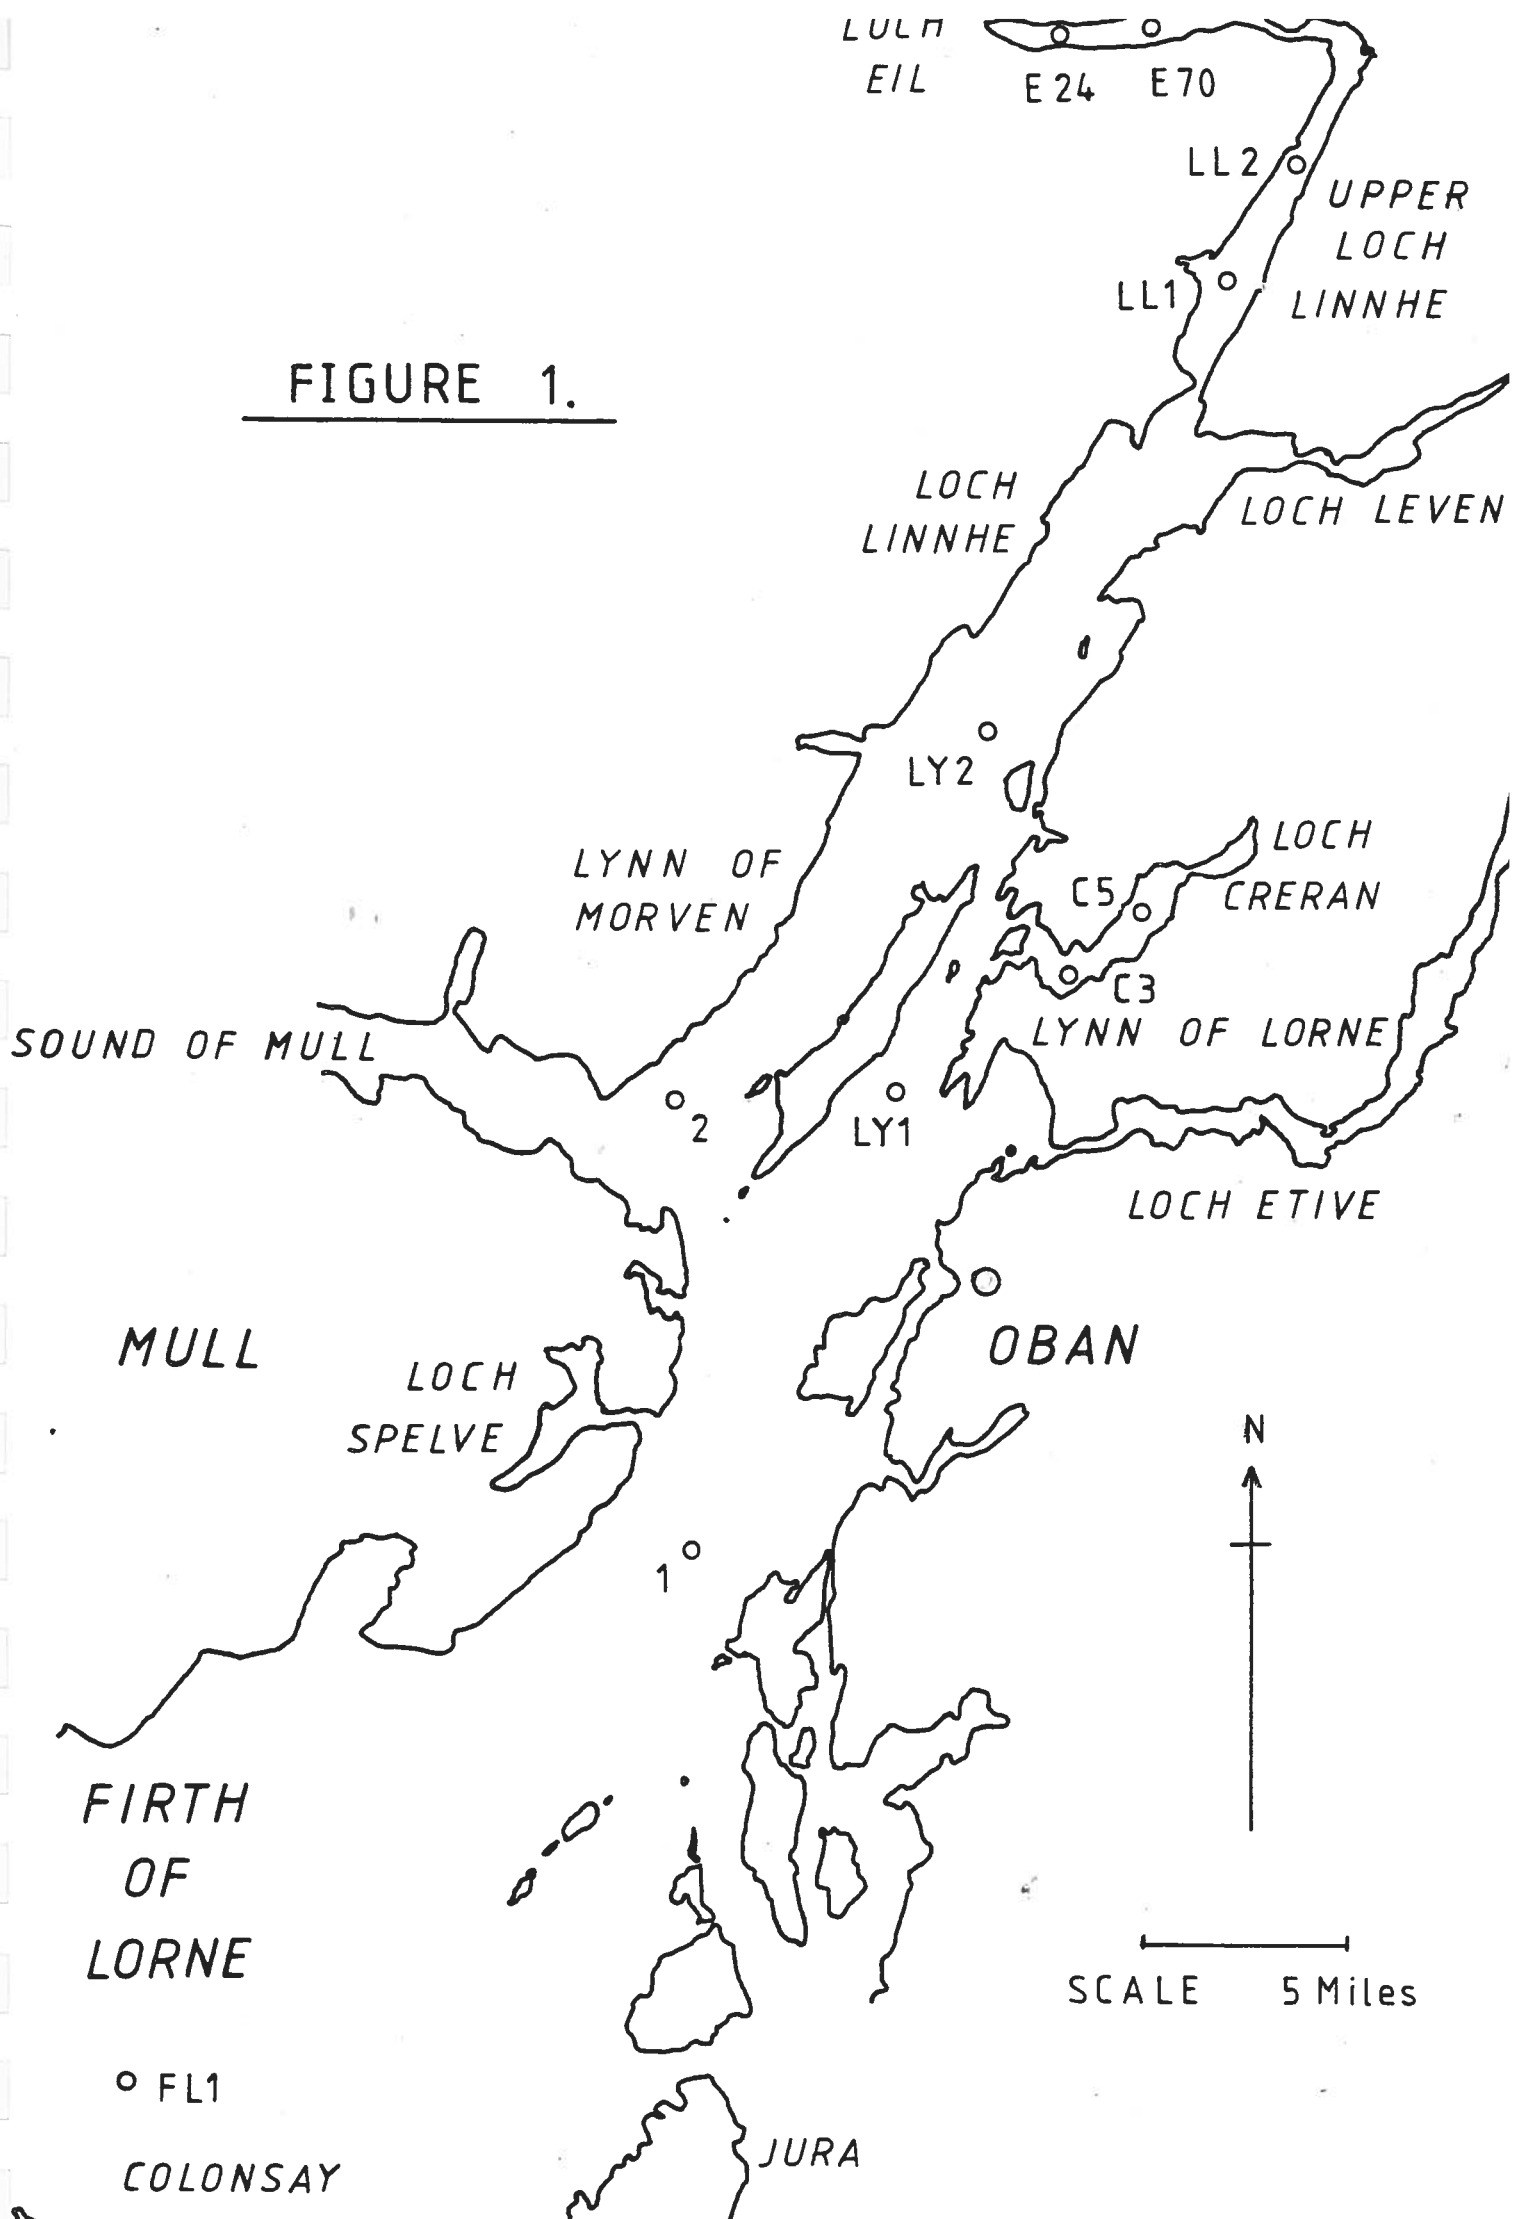 LOCH
EIL
E24
E70
LL2
UPPER
LOCH
LINNHE
LL1
FIGURE 1.
LOCH
LINNHE
LOCH LEVEN
LY2
LYNN OF
MORVEN
LOCH
CRERAN
C5
C3
SOUND OF MULL
LYNN OF LORNE
2
LY1
LOCH ETIVE
MULL
LOCH
SPELVE
OBAN
N
1
FIRTH
OF
LORNE
SCALE 5 Miles
FL1
COLONSAY
JURA